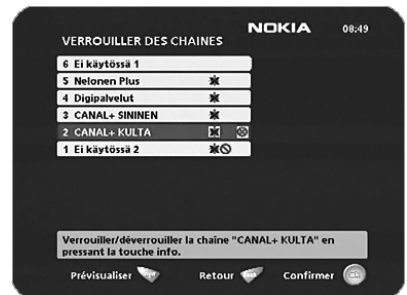 NOKIA 08:49
VERROUILLER DES CHAINES
6 Ei käytössä 1
5 Nelonen Plus
4 Digipalvelut
3 CANAL+ SININEN
2 CANAL+ KULTA
1 Ei käytössä 2
Verrouiller/déverrouiller la chaîne "CANAL+ KULTA" en
pressant la touche info.
Prévisualiser Retour Confirmer